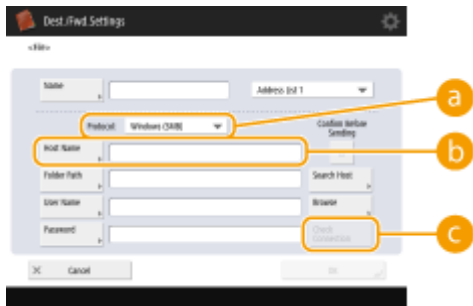 Dest./Fwd. Settings
<File>
Name
Address List 1
Protocol: Windows (SMB)
Confirm Before
Sending
Host Name
Folder Path
Search Host
User Name
Browse
Password
Check
Connection
× Cancel
OK
a
b
c